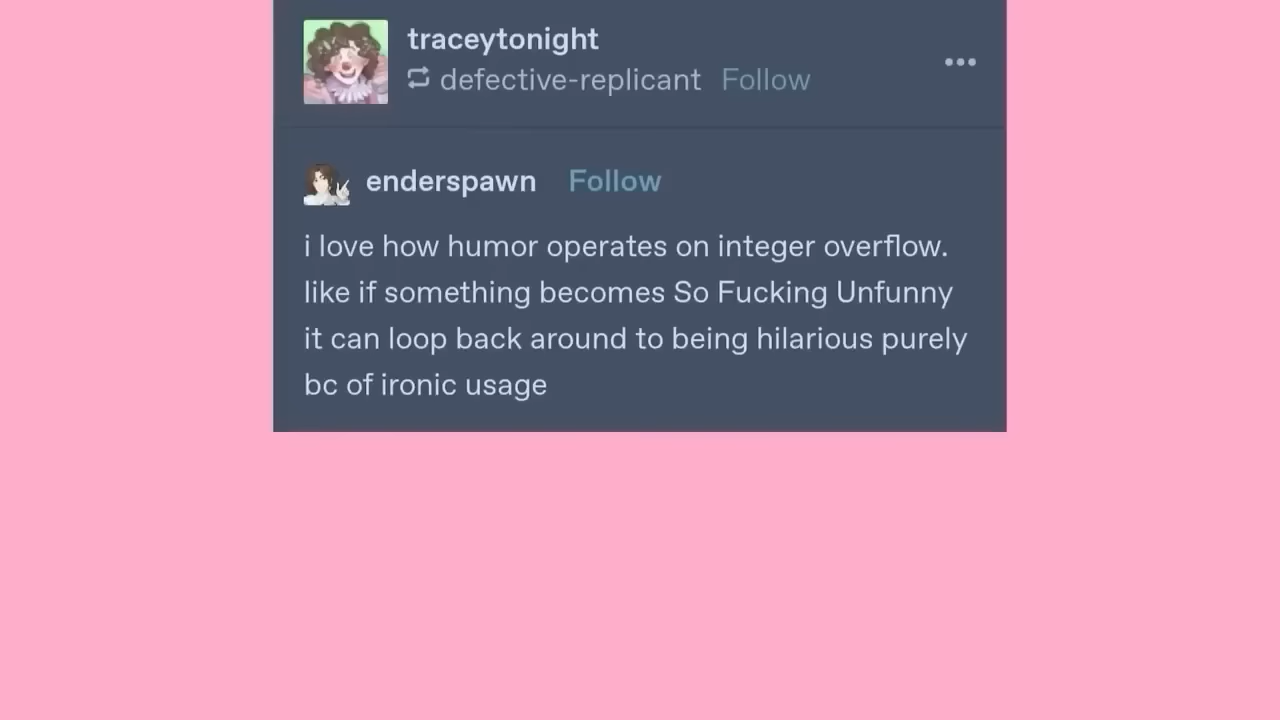 traceytonight
defective-replicant Follow
enderspawn Follow
i love how humor operates on integer overflow.
like if something becomes So Fucking Unfunny
it can loop back around to being hilarious purely
bc of ironic usage